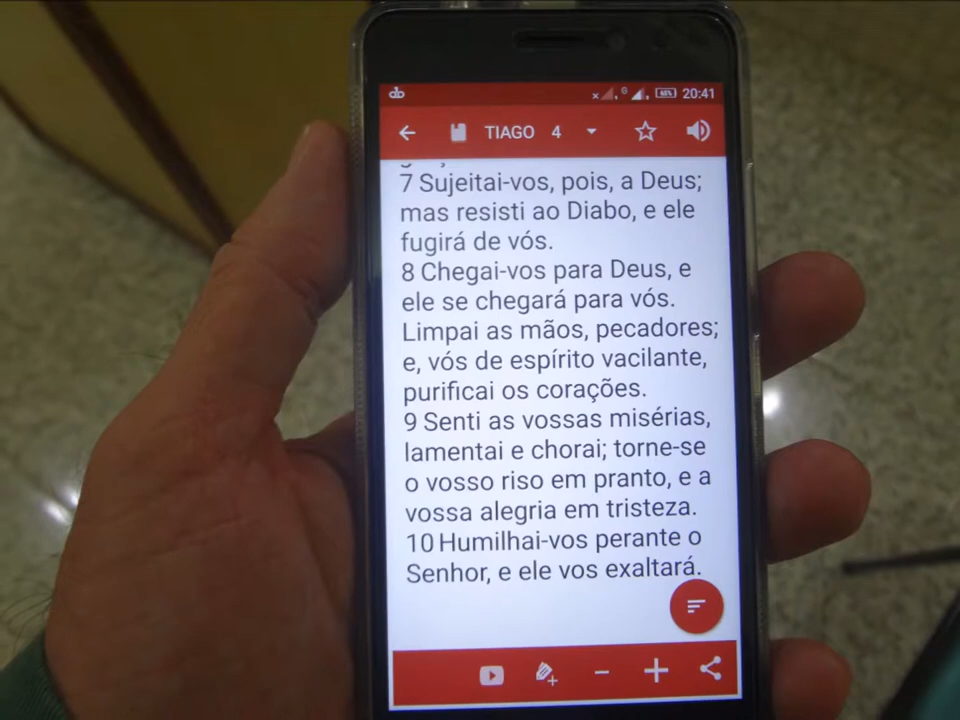 20:41
TIAGO 4
7 Sujeitai-vos, pois, a Deus;
mas resisti ao Diabo, e ele
fugirá de vós.
8 Chegai-vos para Deus, e
ele se chegará para vós.
Limpai as mãos, pecadores;
e, vós de espírito vacilante,
purificai os corações.
9 Senti as vossas misérias,
lamentai e chorai; torne-se
o vosso riso em pranto, e a
vossa alegria em tristeza.
10 Humilhai-vos perante o
Senhor, e ele vos exaltará.